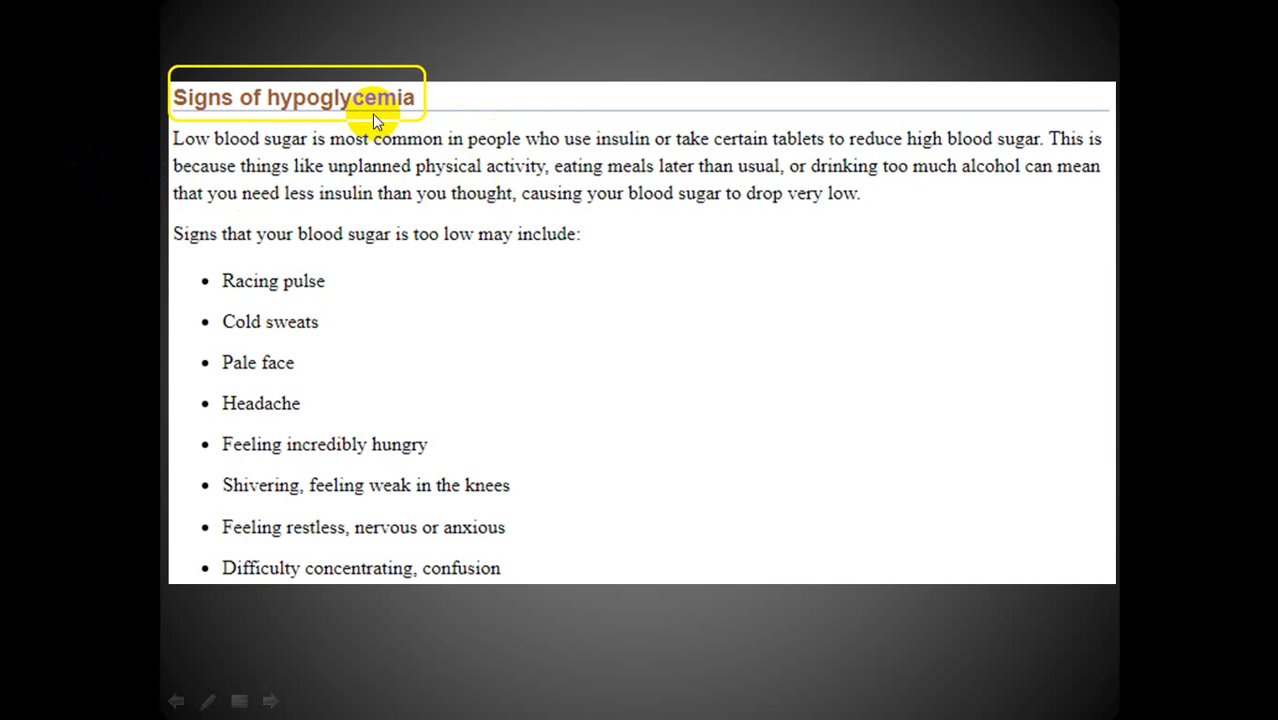 Signs of hypoglycemia
Low blood sugar is most common in people who use insulin or take certain tablets to reduce high blood sugar. This is
because things like unplanned physical activity, eating meals later than usual, or drinking too much alcohol can mean
that you need less insulin than you thought, causing your blood sugar to drop very low.
Signs that your blood sugar is too low may include:
• Racing pulse
• Cold sweats
• Pale face
• Headache
• Feeling incredibly hungry
• Shivering, feeling weak in the knees
• Feeling restless, nervous or anxious
• Difficulty concentrating, confusion